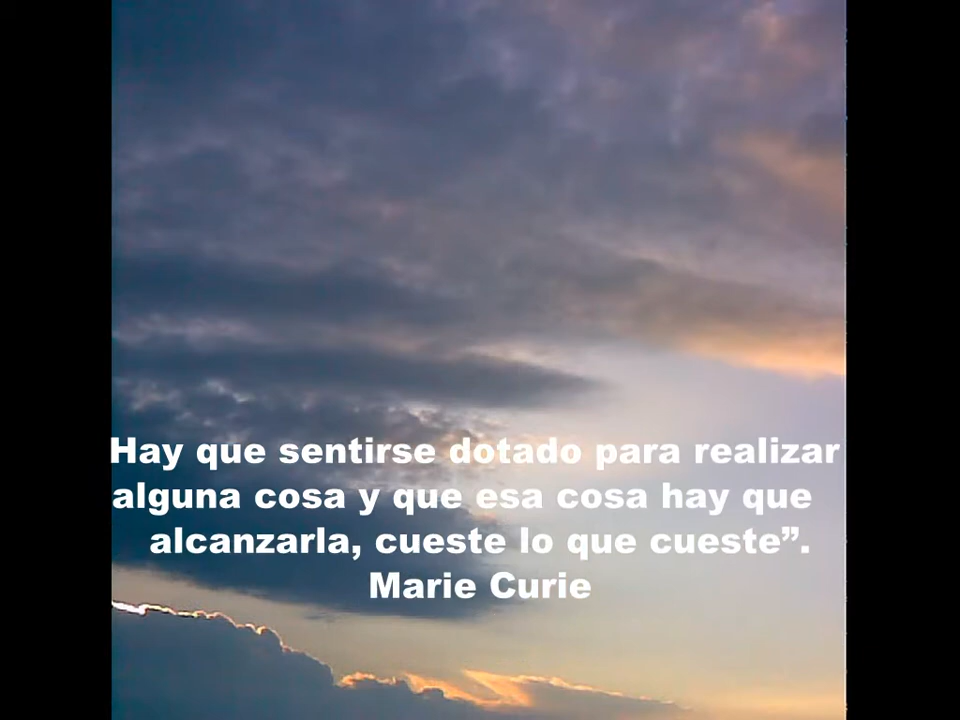 Hay que sentirse dotado para realizar
alguna cosa y que esa cosa hay que
alcanzarla, cueste lo que cueste”.
Marie Curie